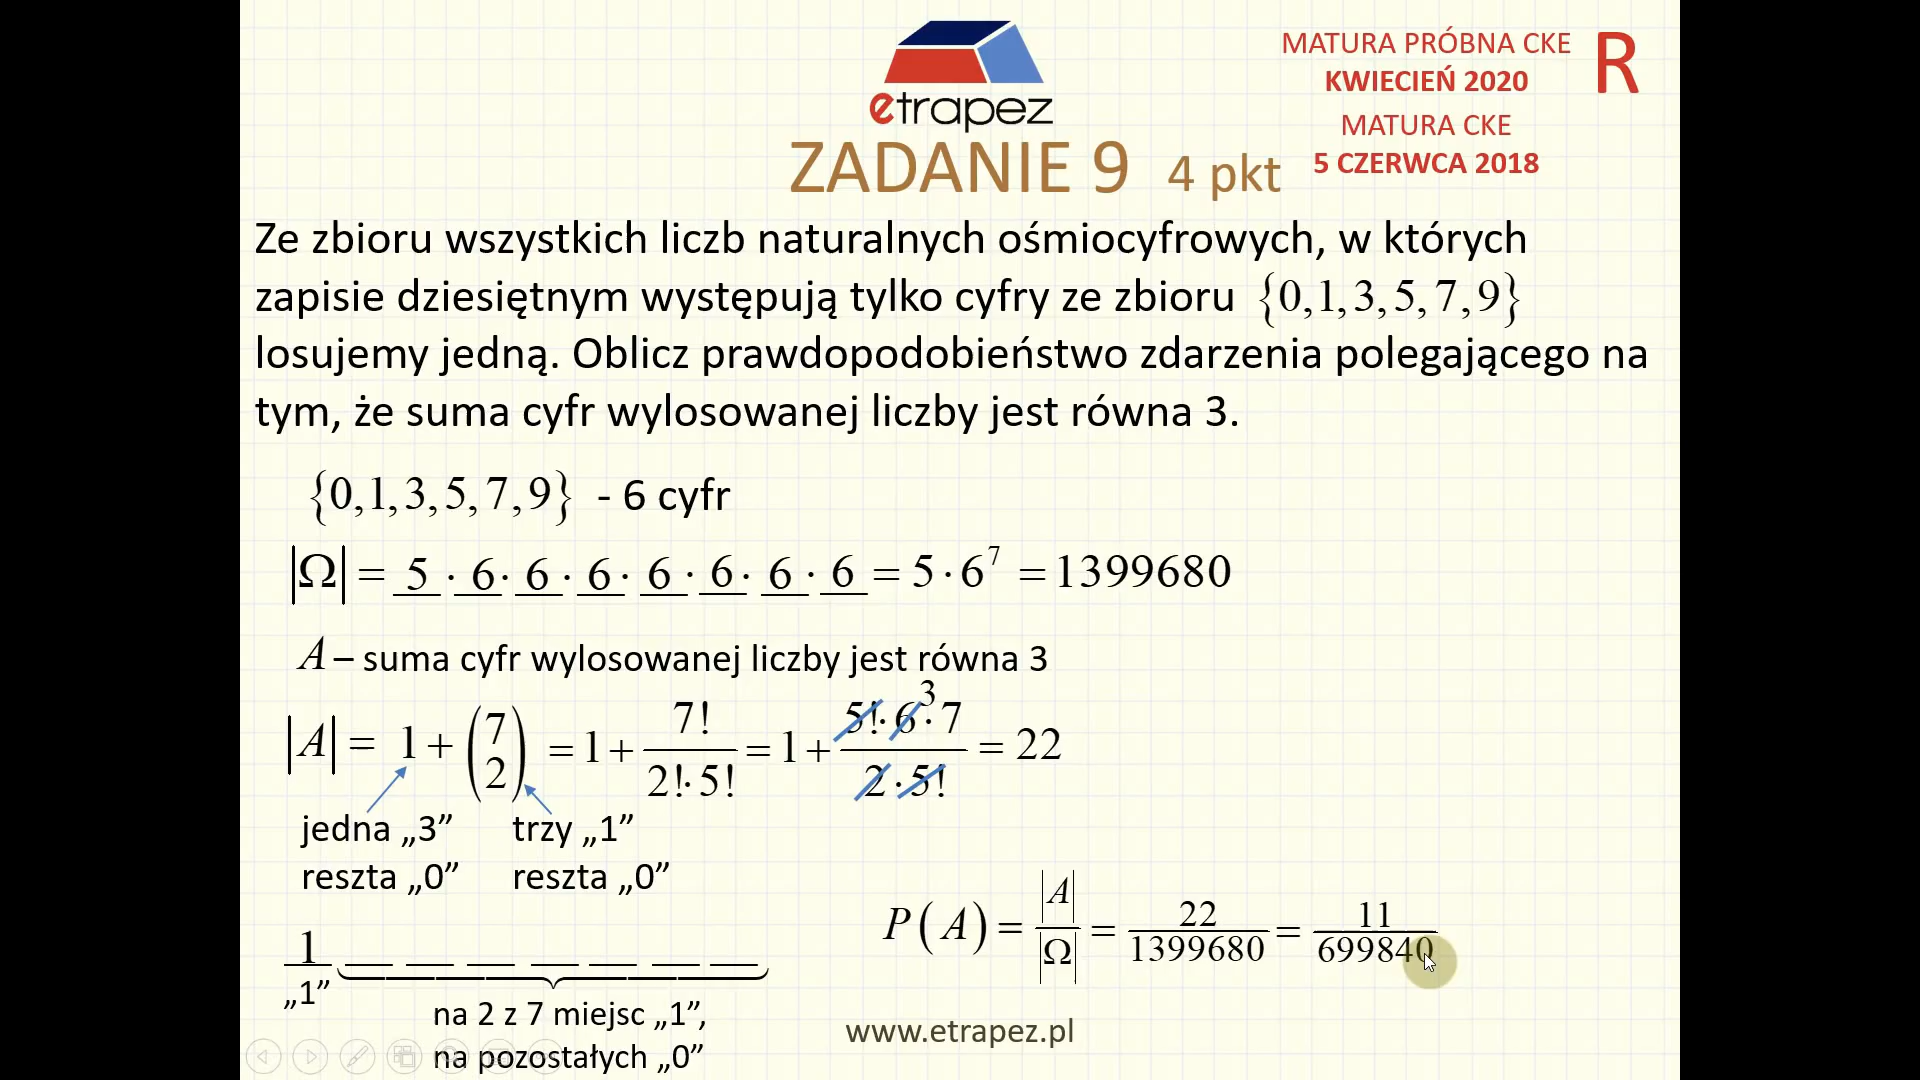 etrapez
MATURA PRÓBNA CKE
KWIECIEŃ 2020
MATURA CKE
5 CZERWCA 2018
R
ZADANIE 9 4 pkt
Ze zbioru wszystkich liczb naturalnych ośmiocyfrowych, w których
zapisie dziesiętnym występują tylko cyfry ze zbioru {0,1,3,5,7,9}
losujemy jedną. Oblicz prawdopodobieństwo zdarzenia polegającego na
tym, że suma cyfr wylosowanej liczby jest równa 3.
{0,1,3,5,7,9} - 6 cyfr
|Ω| = 5 · 6 · 6 · 6 · 6 · 6 · 6 · 6 = 5·6⁷ = 1399680
A – suma cyfr wylosowanej liczby jest równa 3
|A| = 1 + (7 2) = 1 + 7!/(2!·5!) = 1 + (5!·6·7)/(2·5!) = 22
3
jedna „3” trzy „1”
reszta „0” reszta „0”
P(A) = |A|/|Ω| = 22/1399680 = 11/699840
1
„1”
na 2 z 7 miejsc „1”,
na pozostałych „0”
www.etrapez.pl